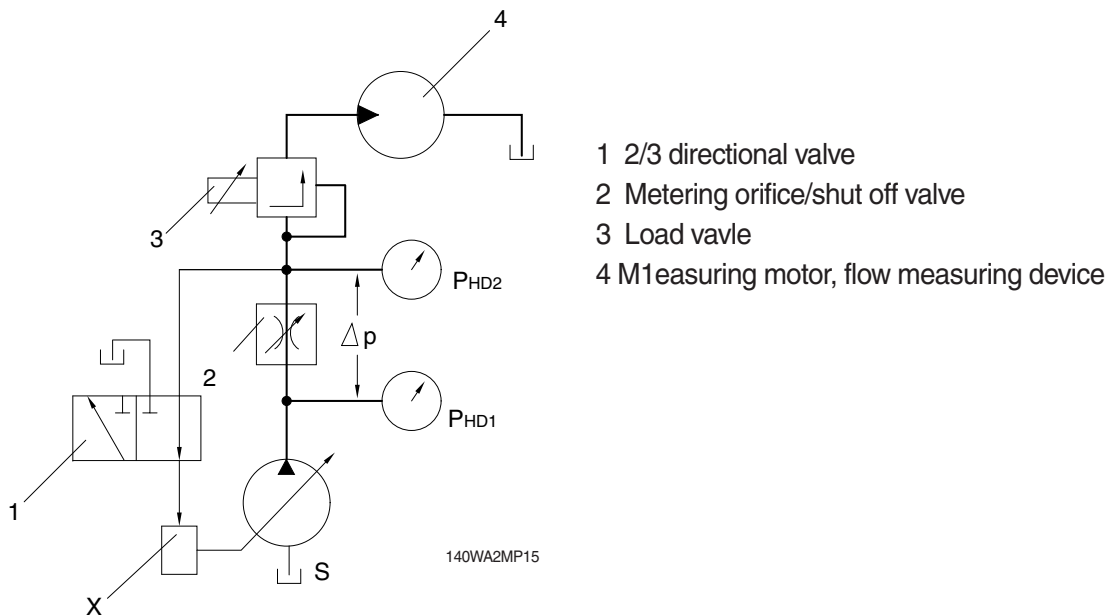 4
1 2/3 directional valve
2 Metering orifice/shut off valve
3 Load vavle
4 M1easuring motor, flow measuring device
3
PHD2
△p
2
PHD1
1
140WA2MP15
S
X